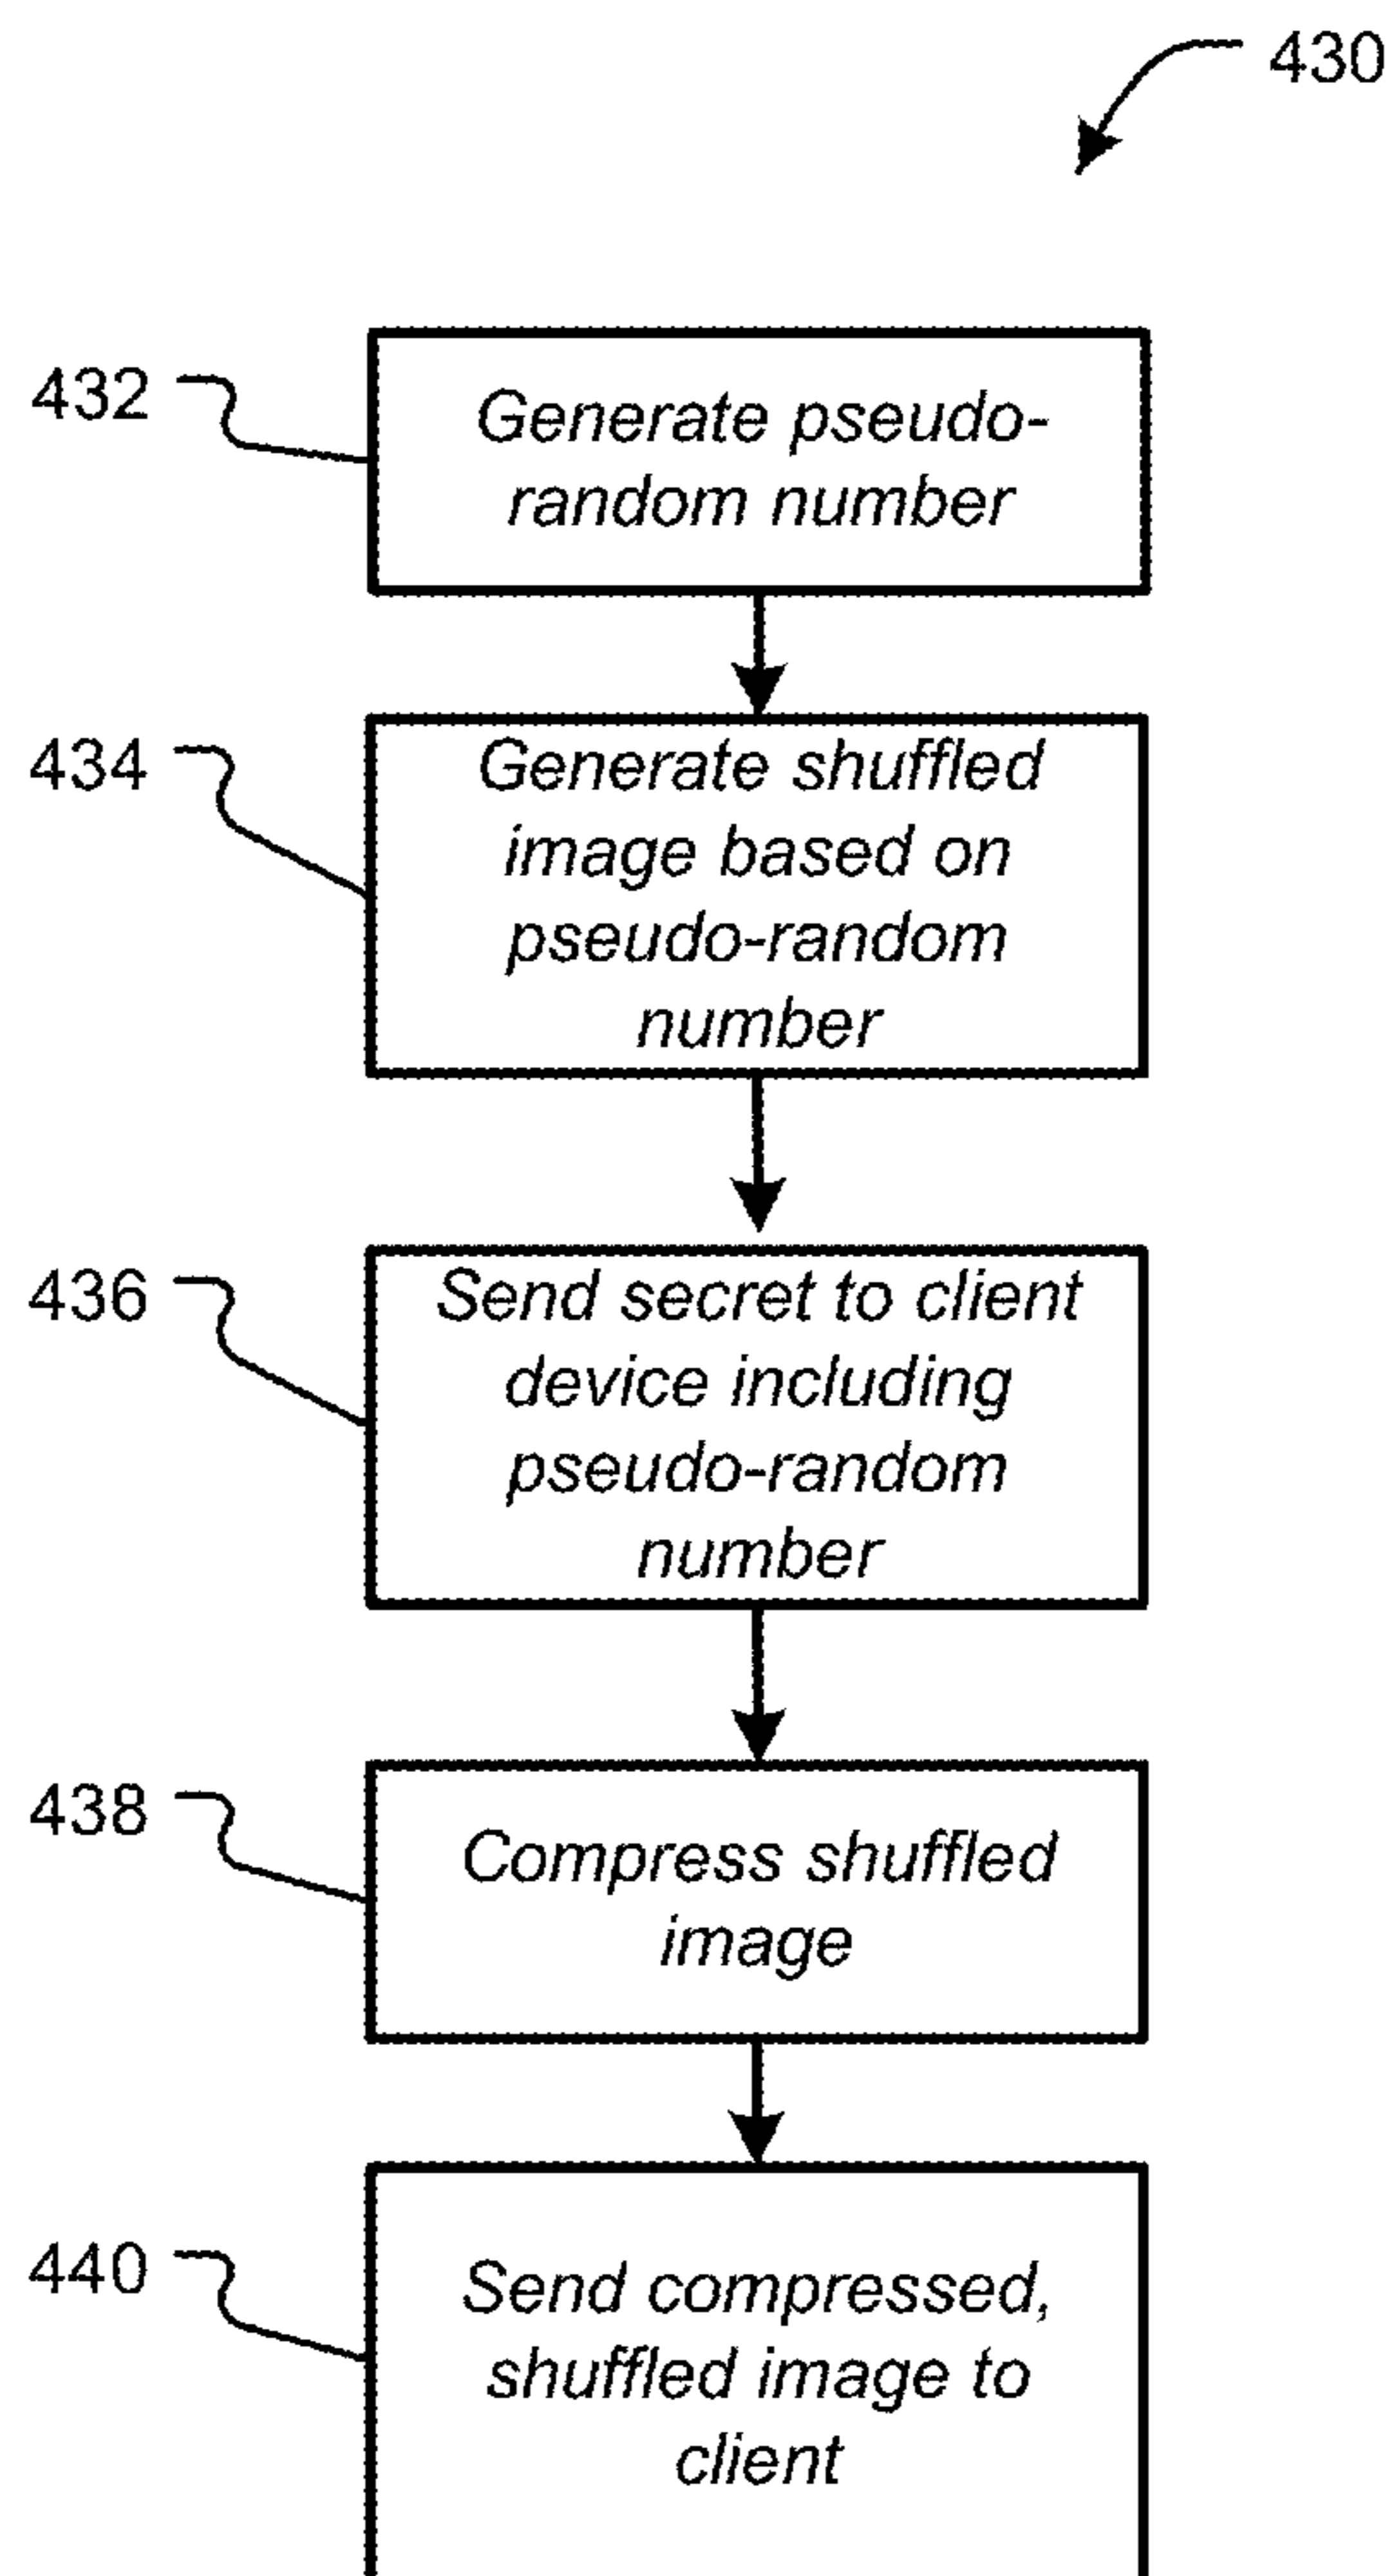 430
432
Generate pseudo-
random number
434
Generate shuffled
image based on
pseudo-random
number
436
Send secret to client
device including
pseudo-random
number
438
Compress shuffled
image
440
Send compressed,
shuffled image to
client